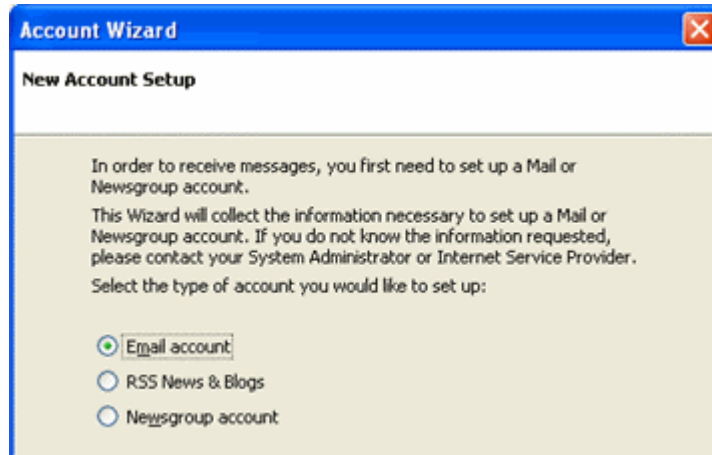 Account Wizard
New Account Setup
In order to receive messages, you first need to set up a Mail or
Newsgroup account.
This Wizard will collect the information necessary to set up a Mail or
Newsgroup account. If you do not know the information requested,
please contact your System Administrator or Internet Service Provider.
Select the type of account you would like to set up:
Email account
RSS News & Blogs
Newsgroup account